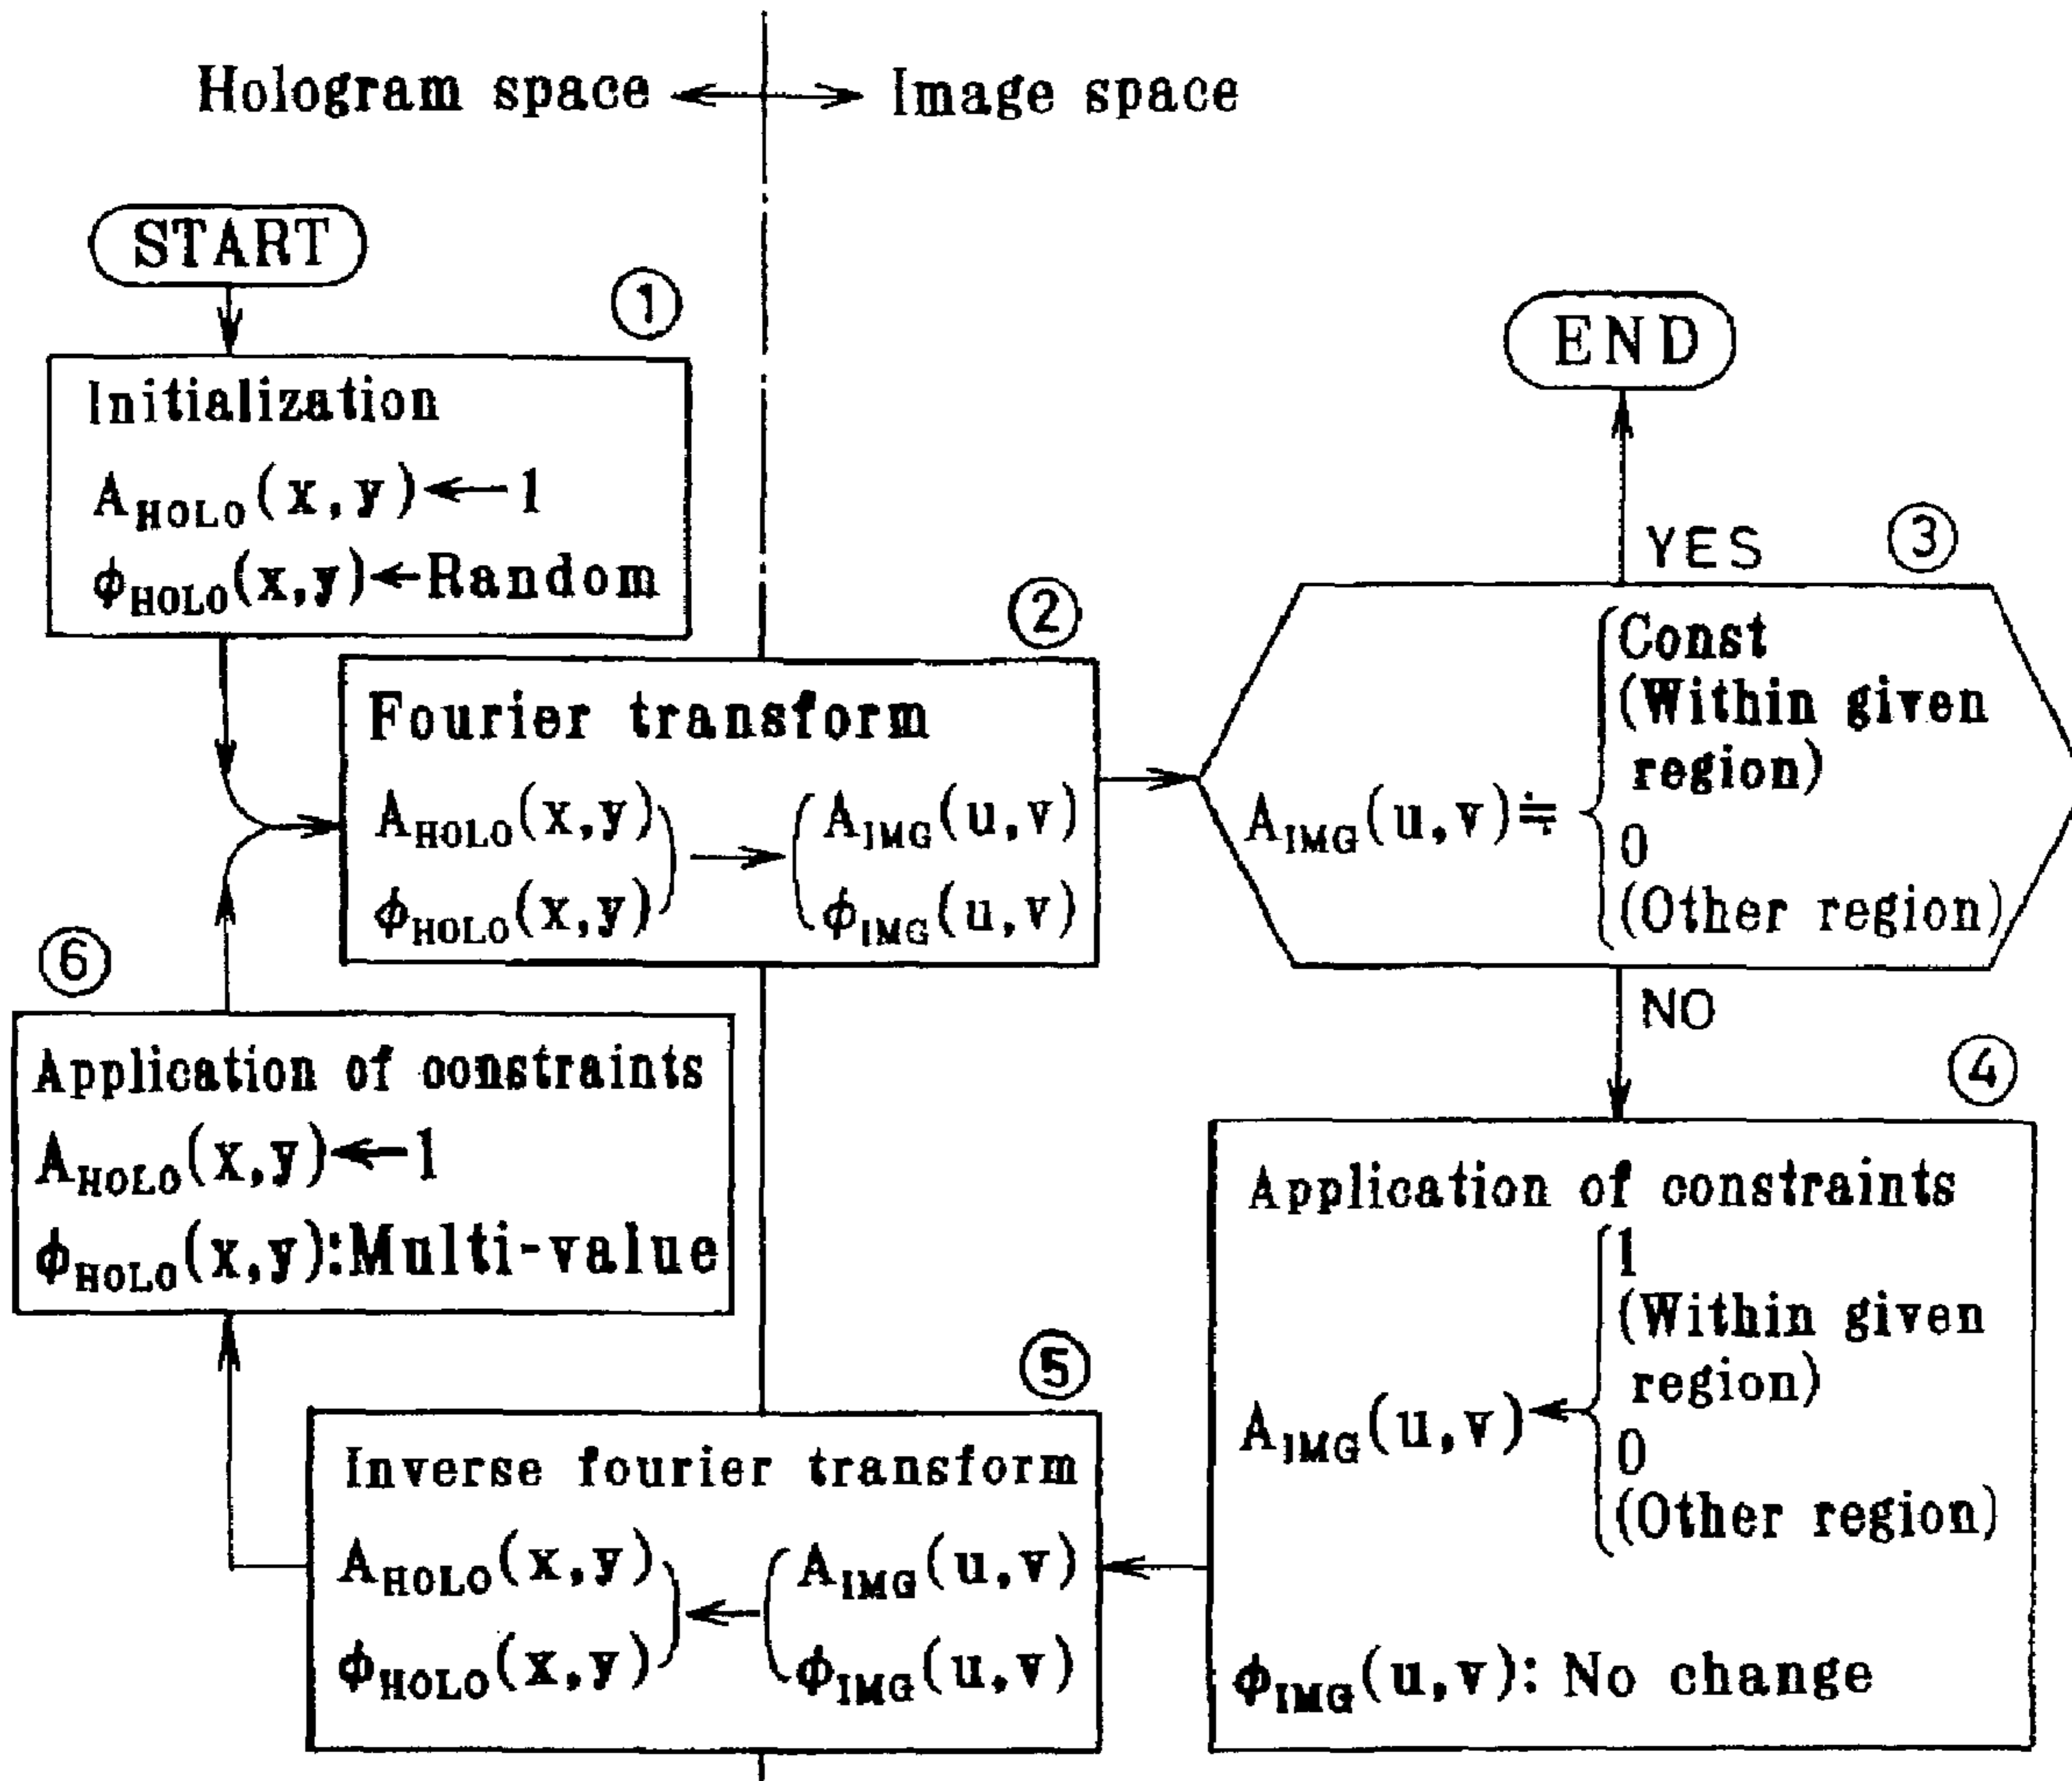 Hologram space ←→ Image space
START
①
Initialization
A_HOLO(x,y)←1
ϕ_HOLO(x,y)←Random
②
Fourier transform
A_HOLO(x,y) → A_IMG(u,v)
ϕ_HOLO(x,y) ϕ_IMG(u,v)
END
YES
③
Const
(Within given
region)
A_IMG(u,v)≒
0
(Other region)
NO
④
Application of constraints
1
(Within given
region)
A_IMG(u,v)←
0
(Other region)
ϕ_IMG(u,v): No change
⑤
Inverse fourier transform
A_HOLO(x,y) ← A_IMG(u,v)
ϕ_HOLO(x,y) ϕ_IMG(u,v)
⑥
Application of constraints
A_HOLO(x,y)←1
ϕ_HOLO(x,y):Multi-value